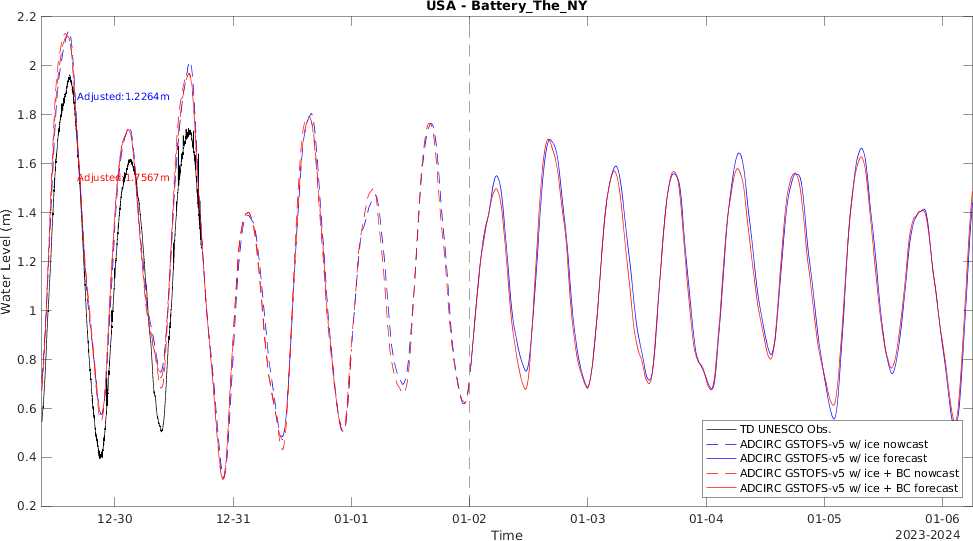 USA - Battery_The_NY
2.2
2
1.8
1.6
1.4
1.2
1
0.8
0.6
0.4
0.2
Water Level (m)
Adjusted:1.2264m
Adjusted:1.7567m
TD UNESCO Obs.
ADCIRC GSTOFS-v5 w/ ice nowcast
ADCIRC GSTOFS-v5 w/ ice forecast
ADCIRC GSTOFS-v5 w/ ice + BC nowcast
ADCIRC GSTOFS-v5 w/ ice + BC forecast
12-30 12-31 01-01 01-02 01-03 01-04 01-05 01-06
Time
2023-2024